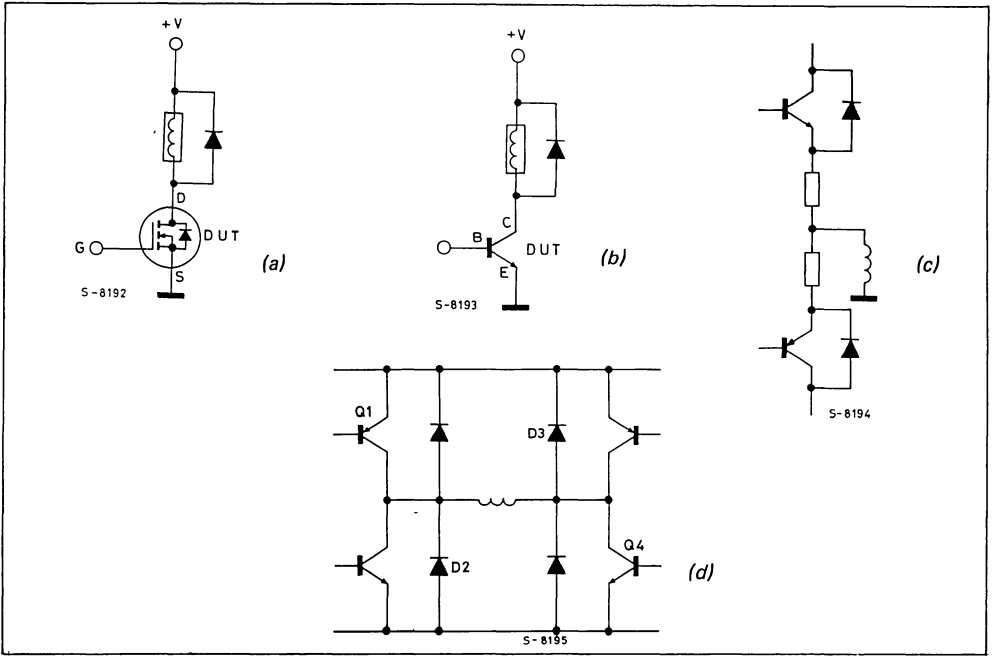 +V
D
G
DUT
S
(a)
S-8192
+V
C
B
DUT
E
(b)
S-8193
(c)
S-8194
Q1
D3
D2
Q4
(d)
S-8195